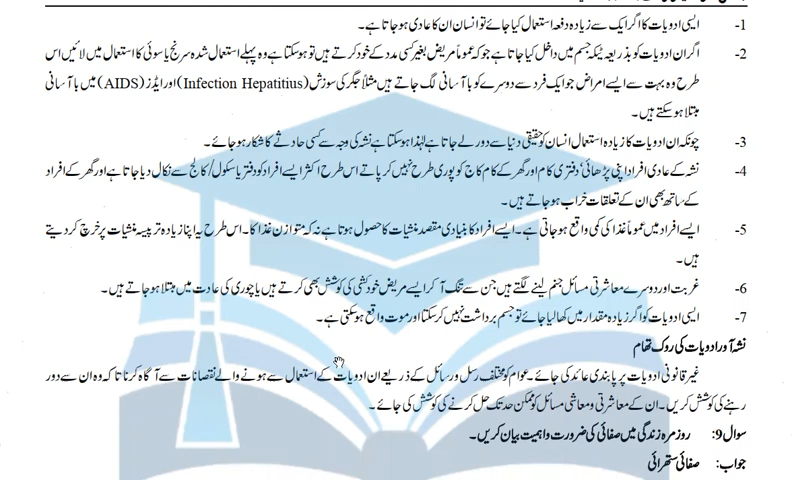 1- ایسی ادویات کا اگر ایک سے زیادہ دفعہ استعمال کیا جائے تو انسان ان کا عادی ہو جاتا ہے۔
2- اگر ان ادویات کو بذریعہ ٹیکہ جسم میں داخل کیا جاتا ہے جو کہ عموماً مریض بغیر کسی مدد کے خود کرتے ہیں تو ہو سکتا ہے وہ پہلے استعمال شدہ سرنج یا سوئی کا استعمال میں لائیں اس
طرح وہ بہت سے ایسے امراض جو ایک فرد سے دوسرے کو با آسانی لگ جاتے ہیں مثلاً جگر کی سوزش (Infection Hepatitius) اور ایڈز (AIDS) میں با آسانی
مبتلا ہو سکتے ہیں۔
3- چونکہ ان ادویات کا زیادہ استعمال انسان کو حقیقی دنیا سے دور لے جاتا ہے لہٰذا ہو سکتا ہے نشہ کی وجہ سے کسی حادثے کا شکار ہو جائے۔
4- نشہ کے عادی افراد اپنی پڑھائی‘ دفتری کام اور گھر کے کام کاج کو پوری طرح نہیں کر پاتے اس طرح اکثر ایسے افراد کو دفتر یا سکول/کالج سے نکال دیا جاتا ہے اور گھر کے افراد
کے ساتھ بھی ان کے تعلقات خراب ہو جاتے ہیں۔
5- ایسے افراد میں عموماً غذا کی کمی واقع ہو جاتی ہے۔ ایسے افراد کا بنیادی مقصد منشیات کا حصول ہوتا ہے نہ کہ متوازن غذا کا۔ اس طرح یہ اپنا زیادہ تر پیسہ منشیات پر خرچ کر دیتے
ہیں۔
6- غربت اور دوسرے معاشرتی مسائل جنم لینے لگتے ہیں جن سے تنگ آ کر ایسے مریض خودکشی کی کوشش بھی کرتے ہیں یا چوری کی عادت میں مبتلا ہو جاتے ہیں۔
7- ایسی ادویات کو اگر زیادہ مقدار میں کھا لیا جائے تو جسم برداشت نہیں کر سکتا اور موت واقع ہو سکتی ہے۔
نشہ آور ادویات کی روک تھام
غیر قانونی ادویات پر پابندی عائد کی جائے۔ عوام کو مختلف رسل و رسائل کے ذریعے ان ادویات کے استعمال سے ہونے والے نقصانات سے آگاہ کرنا تا کہ وہ ان سے دور
رہنے کی کوشش کریں۔ ان کے معاشرتی و معاشی مسائل کو ممکن حد تک حل کرنے کی کوشش کی جائے۔
سوال 9: روزمرہ زندگی میں صفائی کی ضرورت و اہمیت بیان کریں۔
جواب: صفائی ستھرائی